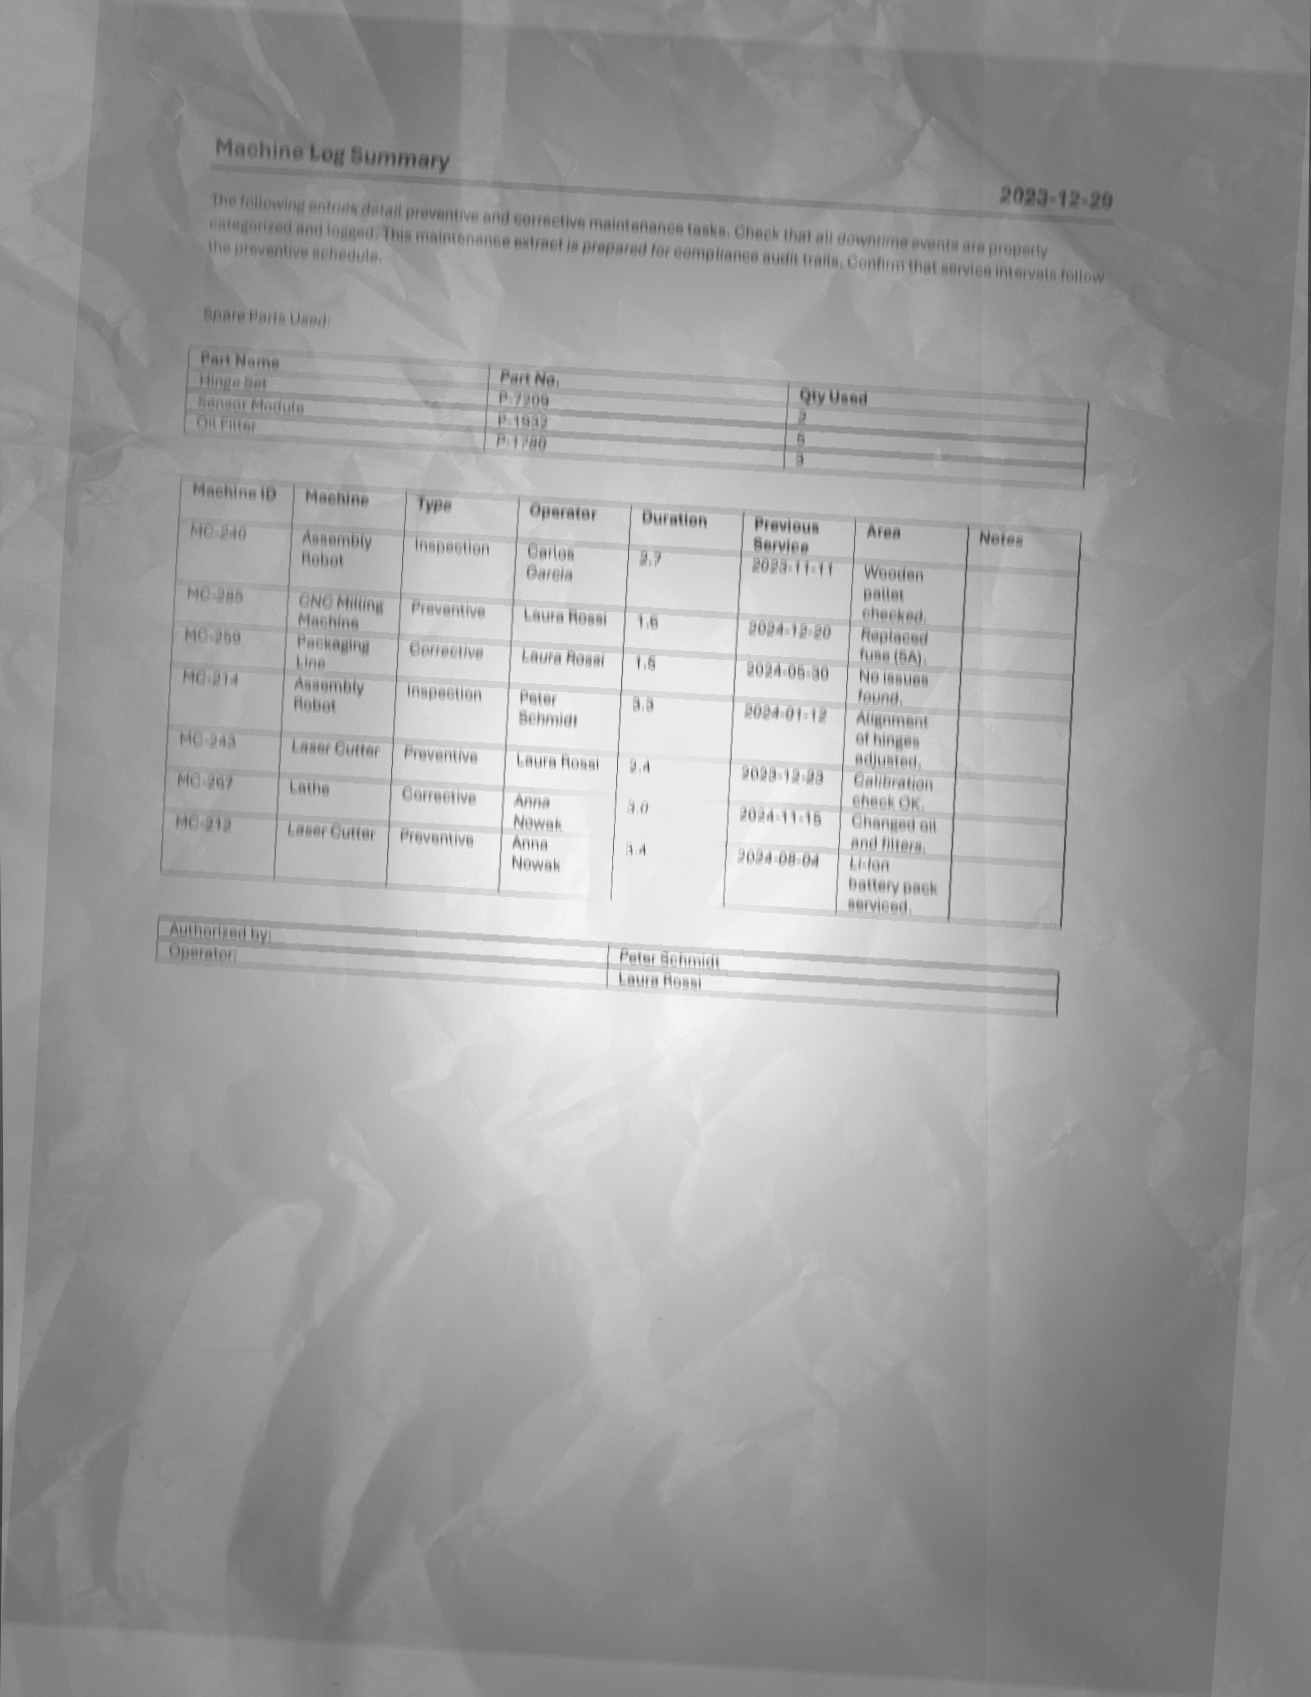 Machine Log Summary
2023-12-29
The following entries detail preventive and corrective maintenance tasks. Check that all downtime events are properly
categorized and logged. This maintenance extract is prepared for compliance audit trails. Confirm that service intervals follow
the preventive schedule.
Spare Parts Used:
Part Name Part No. Qty Used
Hinge Set P-7209 2
Sensor Module P-1932 5
Oil Filter P-1780 3
Machine ID Machine Type Operator Duration Previous Service Area Notes
MC-240 Assembly Robot Inspection Carlos Garcia 2.7 2023-11-11 Wooden pallet checked.
MC-285 CNC Milling Machine Preventive Laura Rossi 1.6 2024-12-20 Replaced fuse (5A).
MC-259 Packaging Line Corrective Laura Rossi 1.5 2024-05-30 No issues found.
MC-214 Assembly Robot Inspection Peter Schmidt 3.3 2024-01-12 Alignment of hinges adjusted.
MC-243 Laser Cutter Preventive Laura Rossi 2.4 2023-12-23 Calibration check OK.
MC-297 Lathe Corrective Anna Nowak 3.0 2024-11-15 Changed oil and filters.
MC-212 Laser Cutter Preventive Anna Nowak 3.4 2024-08-04 Li-Ion battery pack serviced.
Authorized by: Peter Schmidt
Operator: Laura Rossi